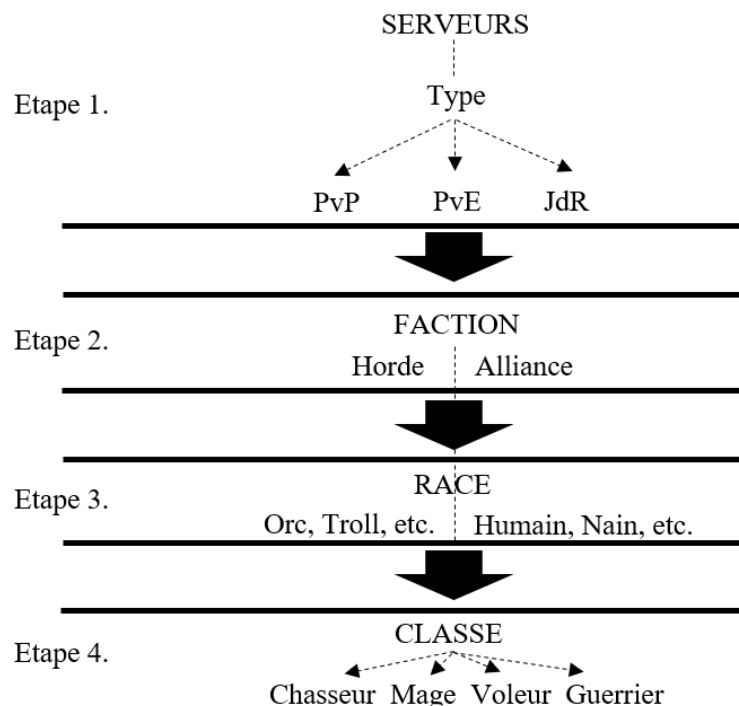 SERVEURS
Etape 1.
Type
PvP PvE JdR
FACTION
Etape 2.
Horde Alliance
RACE
Etape 3.
Orc, Troll, etc. Humain, Nain, etc.
CLASSE
Etape 4.
Chasseur Mage Voleur Guerrier